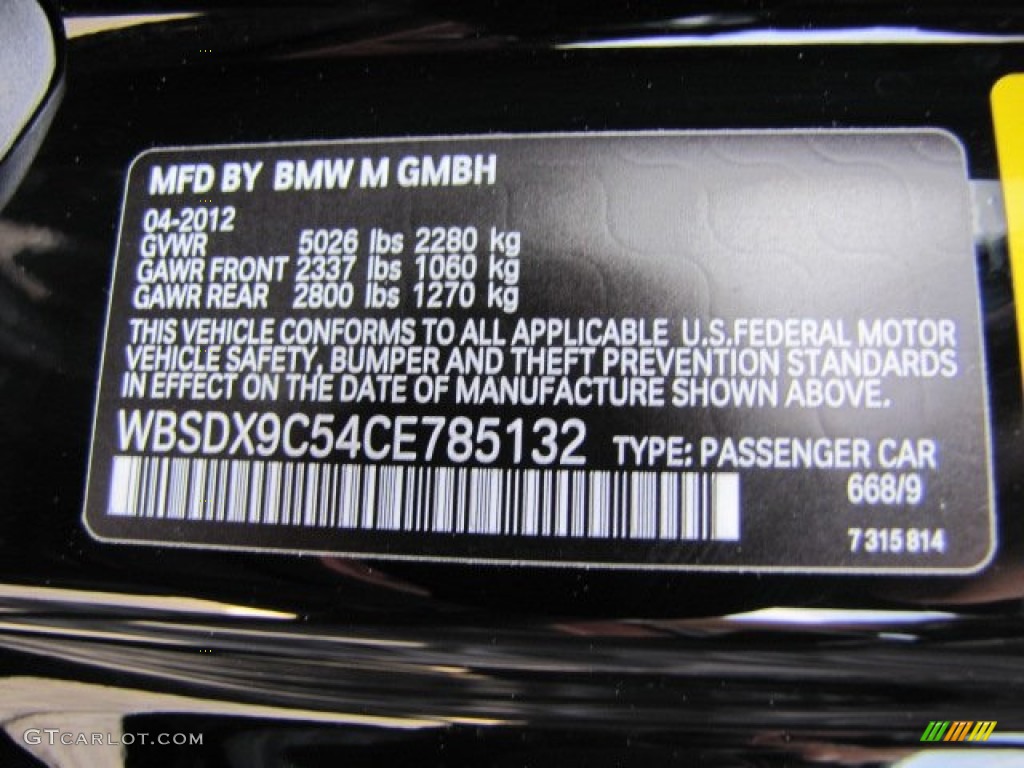 MFD BY BMW M GMBH
04-2012
GVWR 5026 lbs 2280 kg
GAWR FRONT 2337 lbs 1060 kg
GAWR REAR 2800 lbs 1270 kg
THIS VEHICLE CONFORMS TO ALL APPLICABLE U.S.FEDERAL MOTOR
VEHICLE SAFETY, BUMPER AND THEFT PREVENTION STANDARDS
IN EFFECT ON THE DATE OF MANUFACTURE SHOWN ABOVE.
WBSDX9C54CE785132 TYPE: PASSENGER CAR
668/9
7 315 814
GTCARLOT.COM